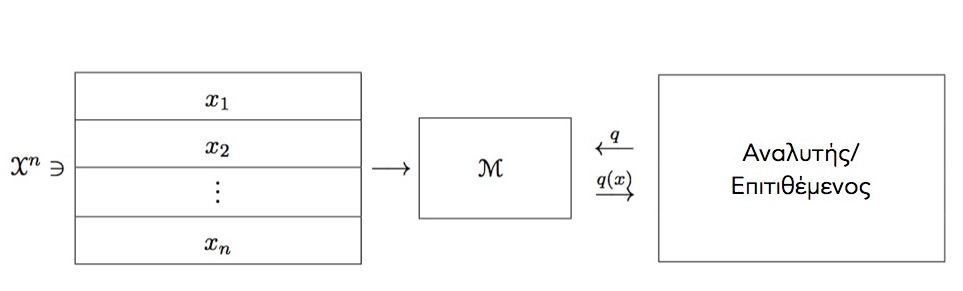 x₁
x₂
𝒳ⁿ ∋
⋮
xₙ
→
ℳ
← q
q(x) →
Αναλυτής/
Επιτιθέμενος